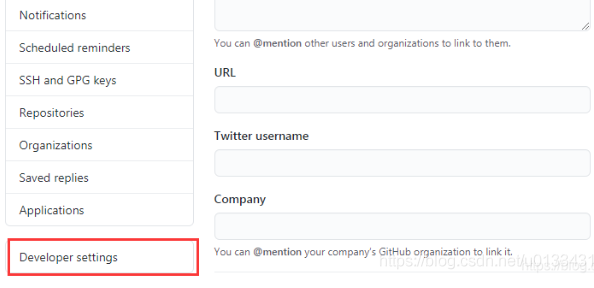 Notifications
Scheduled reminders
SSH and GPG keys
Repositories
Organizations
Saved replies
Applications
Developer settings
You can @mention other users and organizations to link to them.
URL
Twitter username
Company
You can @mention your company's GitHub organization to link it.
https://blog.csdn.net/u0133431